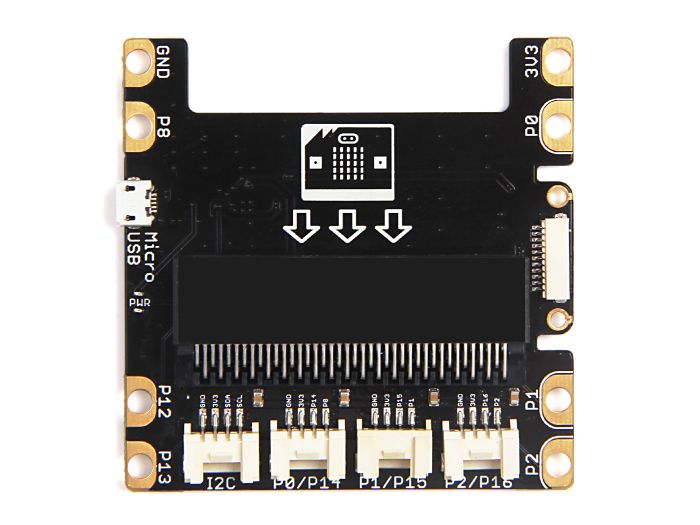 GND
3V3
P8
P0
Micro
USB
PWR
P12
P1
GND 3V3 SDA SCL
GND 3V3 P14 P8
GND 3V3 P15 P1
GND 3V3 P16 P2
P13
P2
I2C
P0/P14
P1/P15
P2/P16